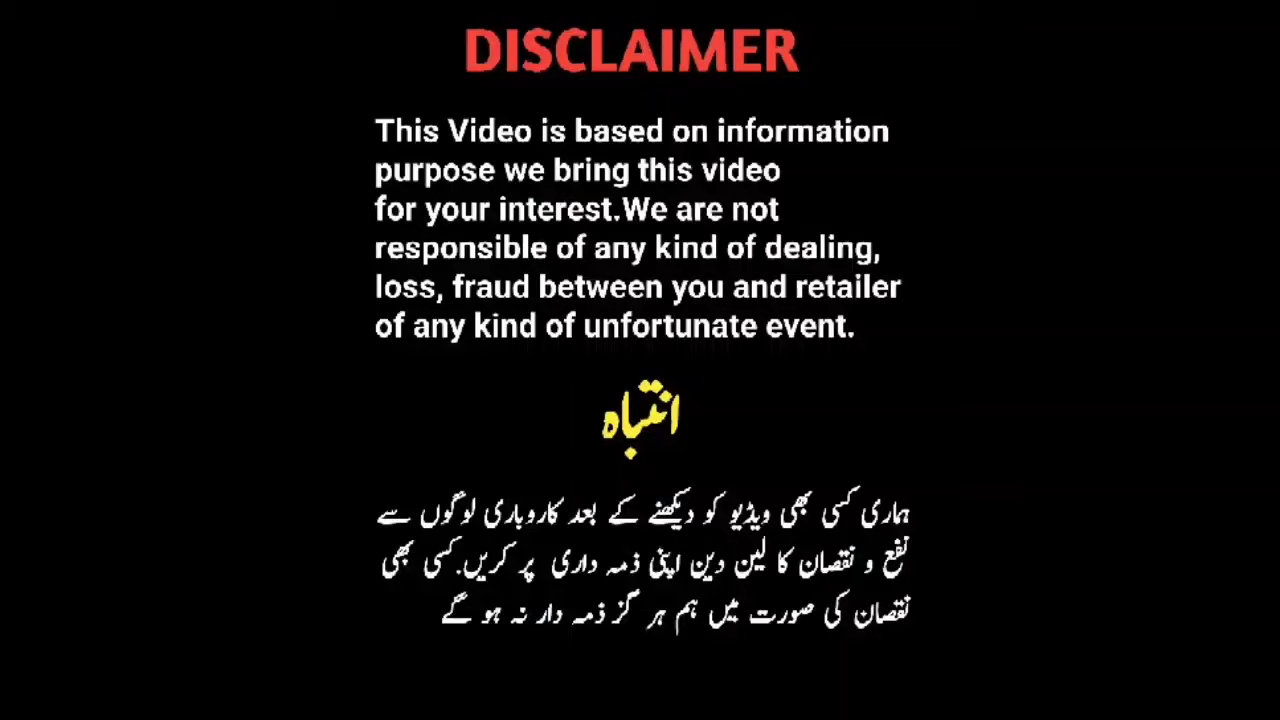 DISCLAIMER
This Video is based on information
purpose we bring this video
for your interest.We are not
responsible of any kind of dealing,
loss, fraud between you and retailer
of any kind of unfortunate event.
انتباہ
ہماری کسی بھی ویڈیو کو دیکھنے کے بعد کاروباری لوگوں سے
نفع و نقصان کا لین دین اپنی ذمہ داری پر کریں.کسی بھی
نقصان کی صورت میں ہم ہر گز ذمہ دار نہ ہو گے